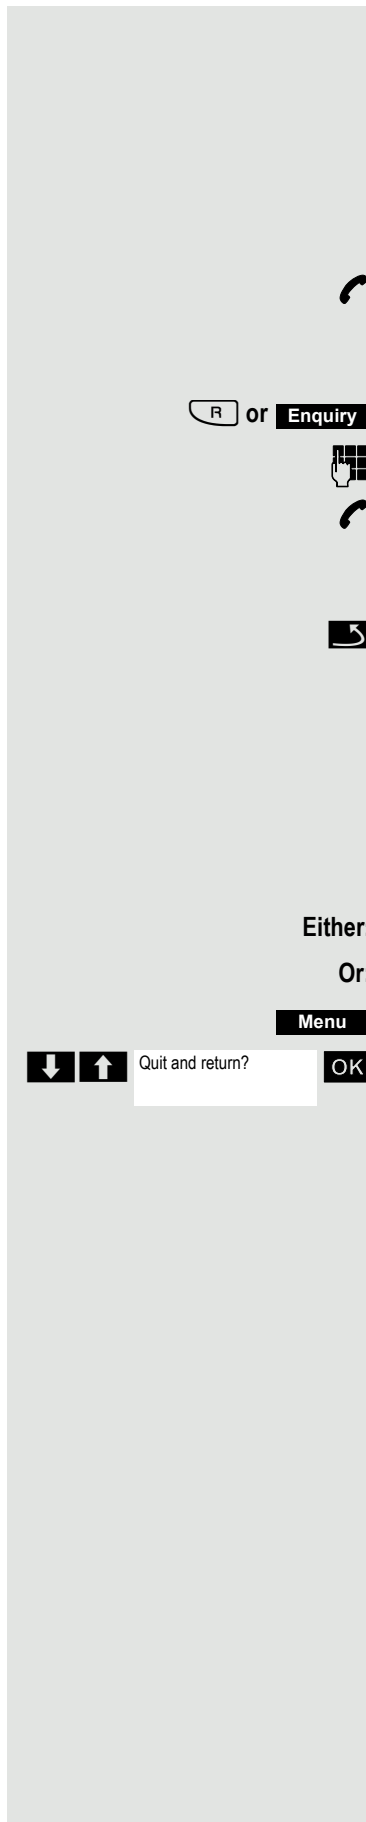 R or Enquiry
Either:
Or:
Menu
Quit and return? OK